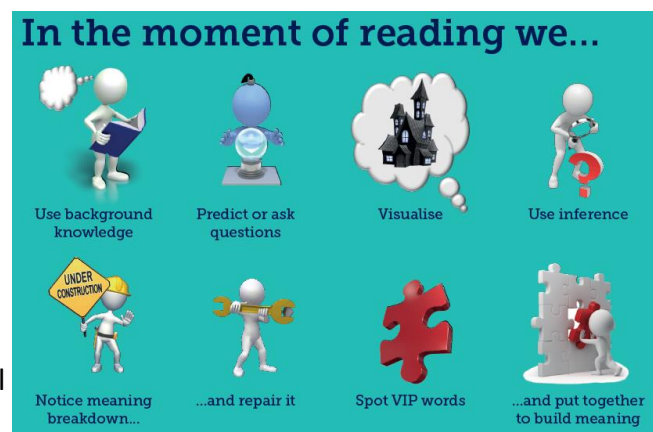 In the moment of reading we...
Use background
knowledge
Predict or ask
questions
Visualise
Use inference
UNDER
CONSTRUCTION
Notice meaning
breakdown...
...and repair it
Spot VIP words
...and put together
to build meaning